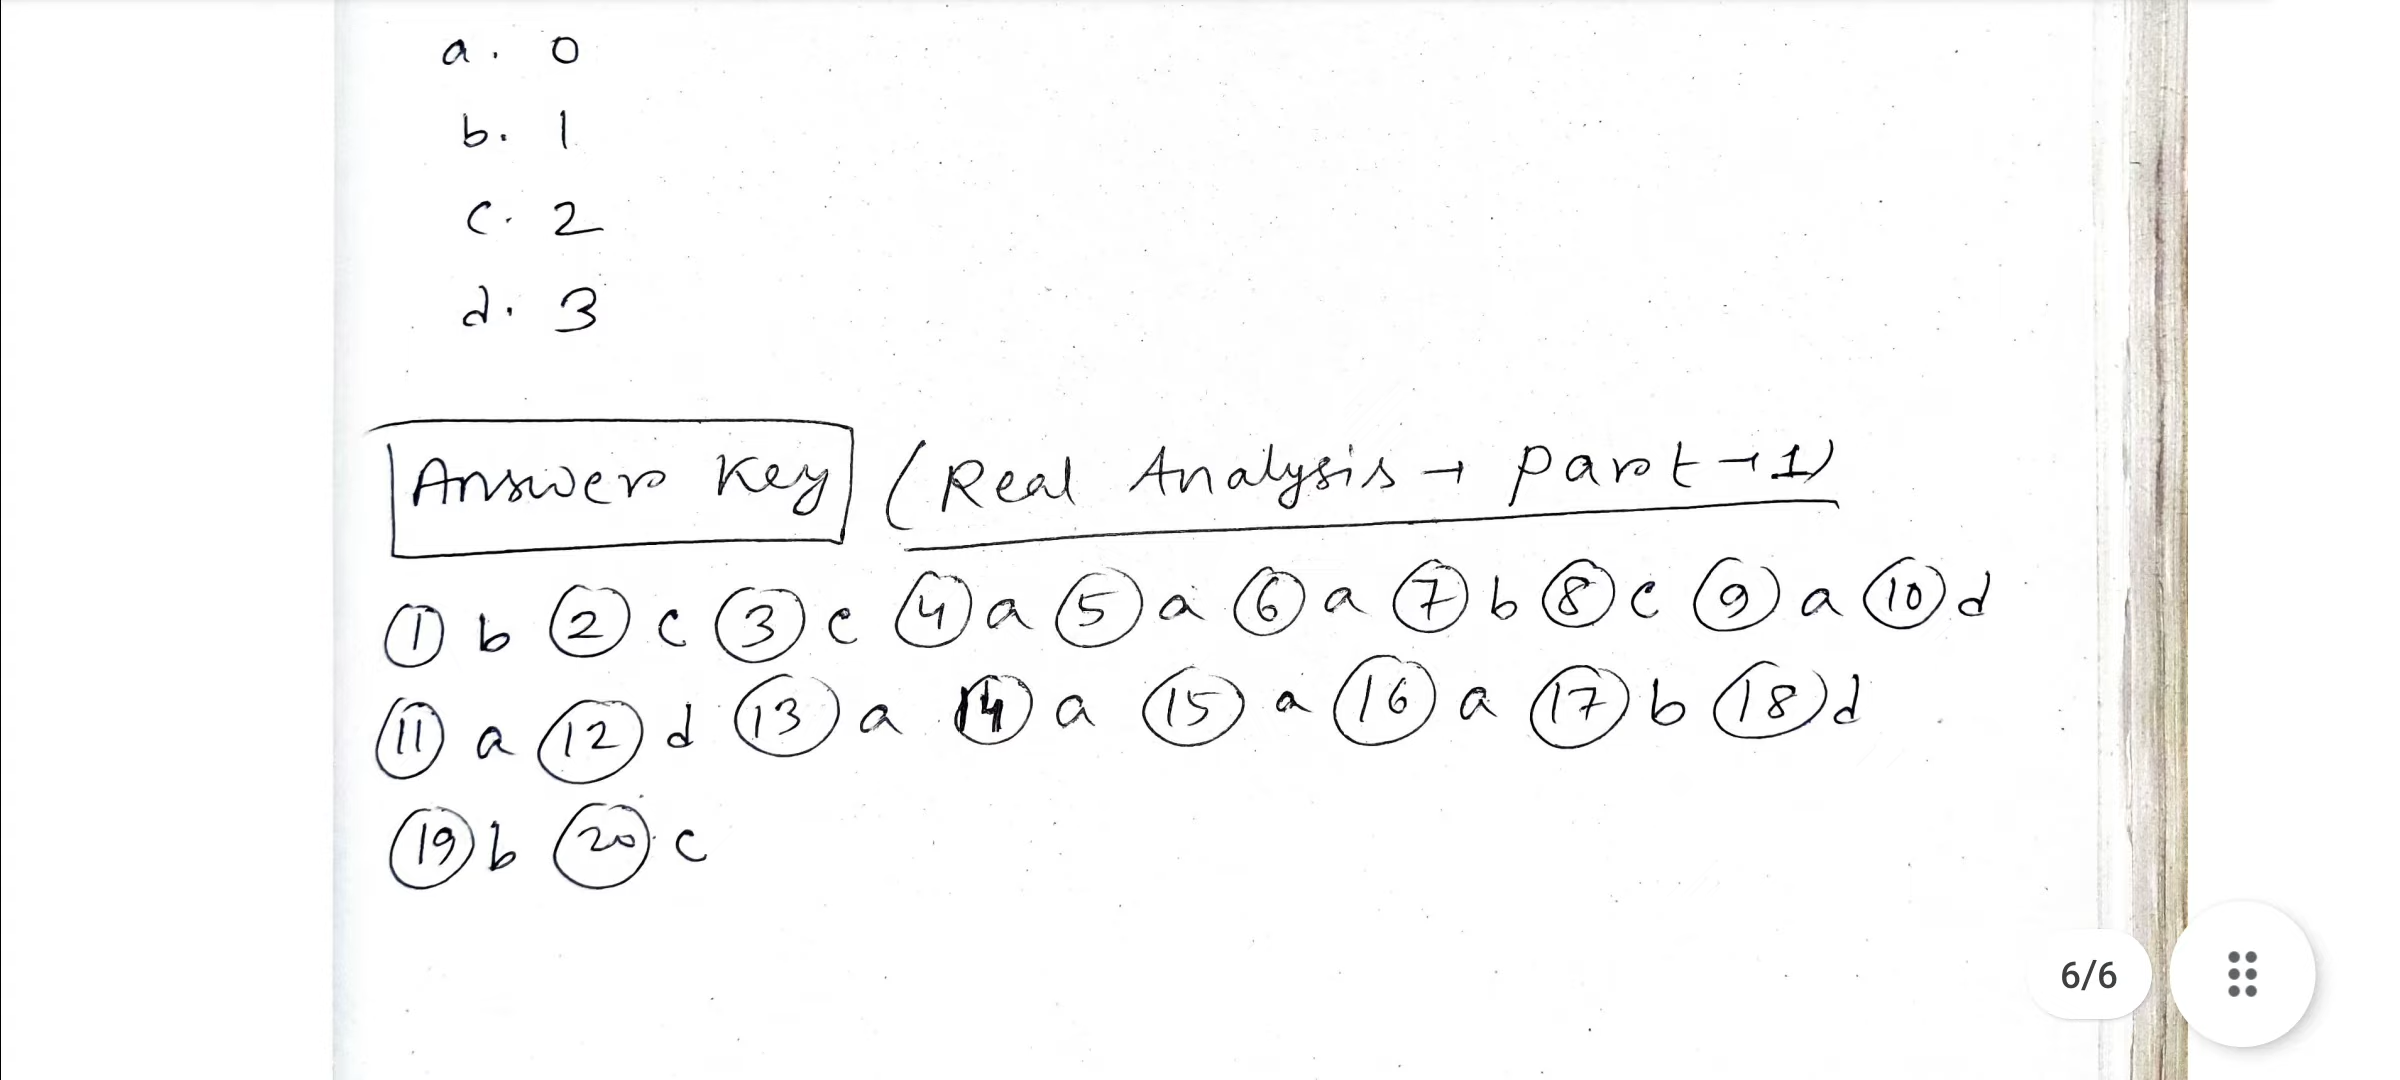 a. 0
b. 1
c. 2
d. 3
Answer Key (Real Analysis → Part → 1)
① b ② c ③ c ④ a ⑤ a ⑥ a ⑦ b ⑧ c ⑨ a ⑩ d
⑪ a ⑫ d ⑬ a ⑭ a ⑮ a ⑯ a ⑰ b ⑱ d
⑲ b ⑳ c
6/6